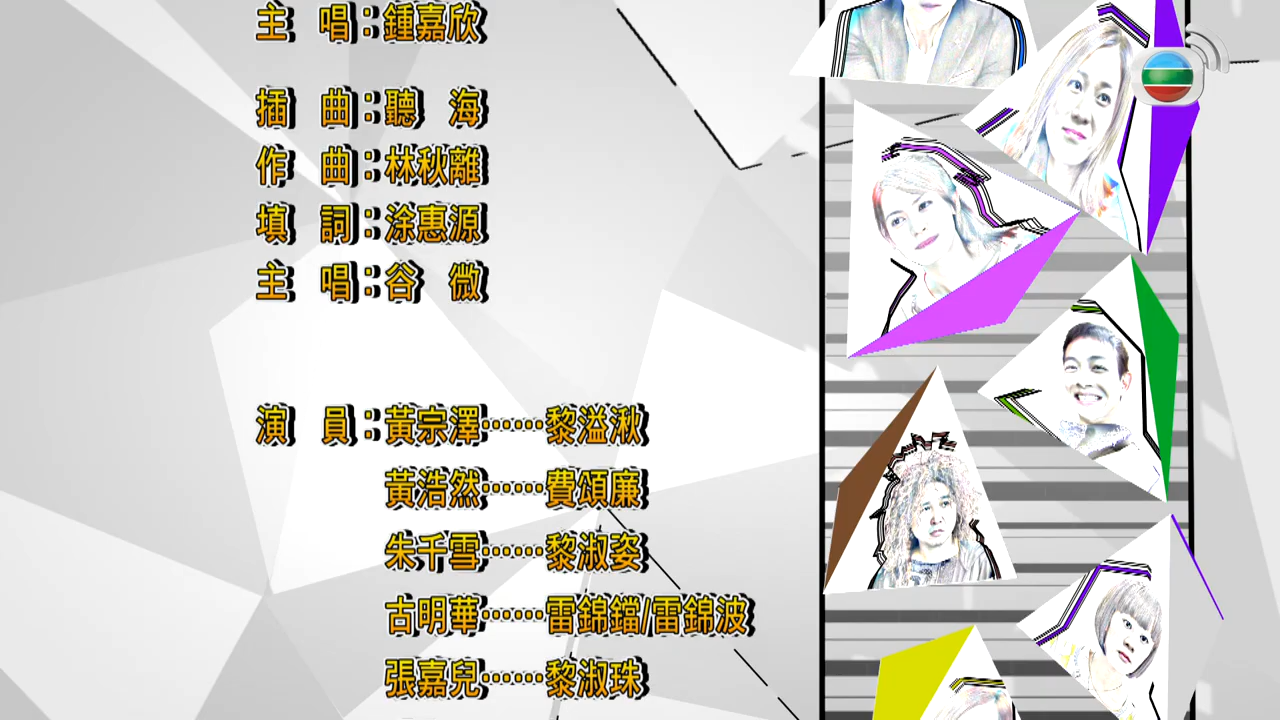 主　唱：鍾嘉欣
插　曲：聽　海
作　曲：林秋離
填　詞：涂惠源
主　唱：谷　微
演　員：黃宗澤……黎溢湫
黃浩然……費頌廉
朱千雪……黎淑姿
古明華……雷錦鐺/雷錦波
張嘉兒……黎淑珠